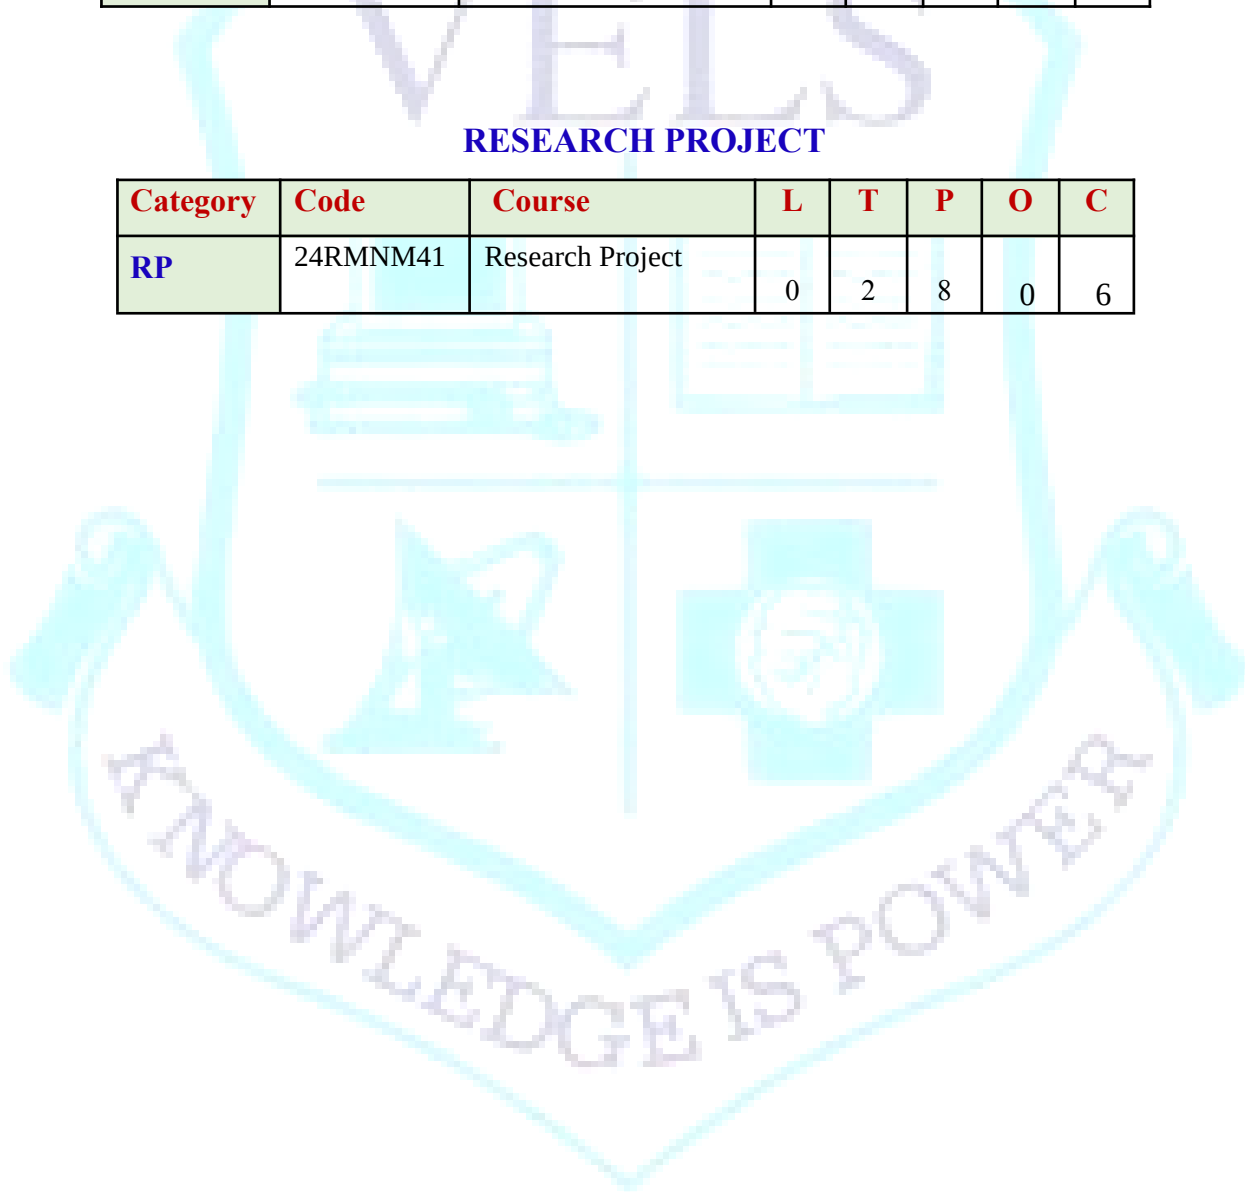 VELS
RESEARCH PROJECT
Category Code Course L T P O C
RP 24RMNM41 Research Project 0 2 8 0 6
KNOWLEDGE IS POWER